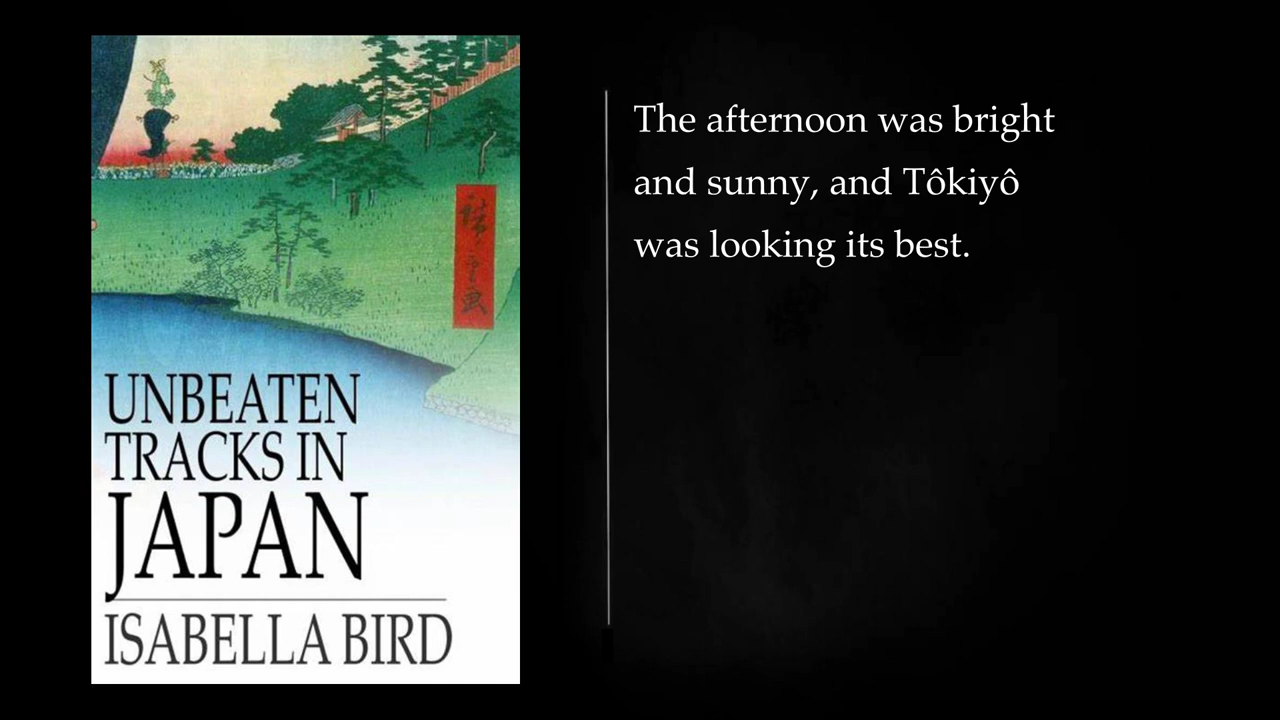 UNBEATEN
TRACKS IN
JAPAN
ISABELLA BIRD
The afternoon was bright
and sunny, and Tôkiyô
was looking its best.